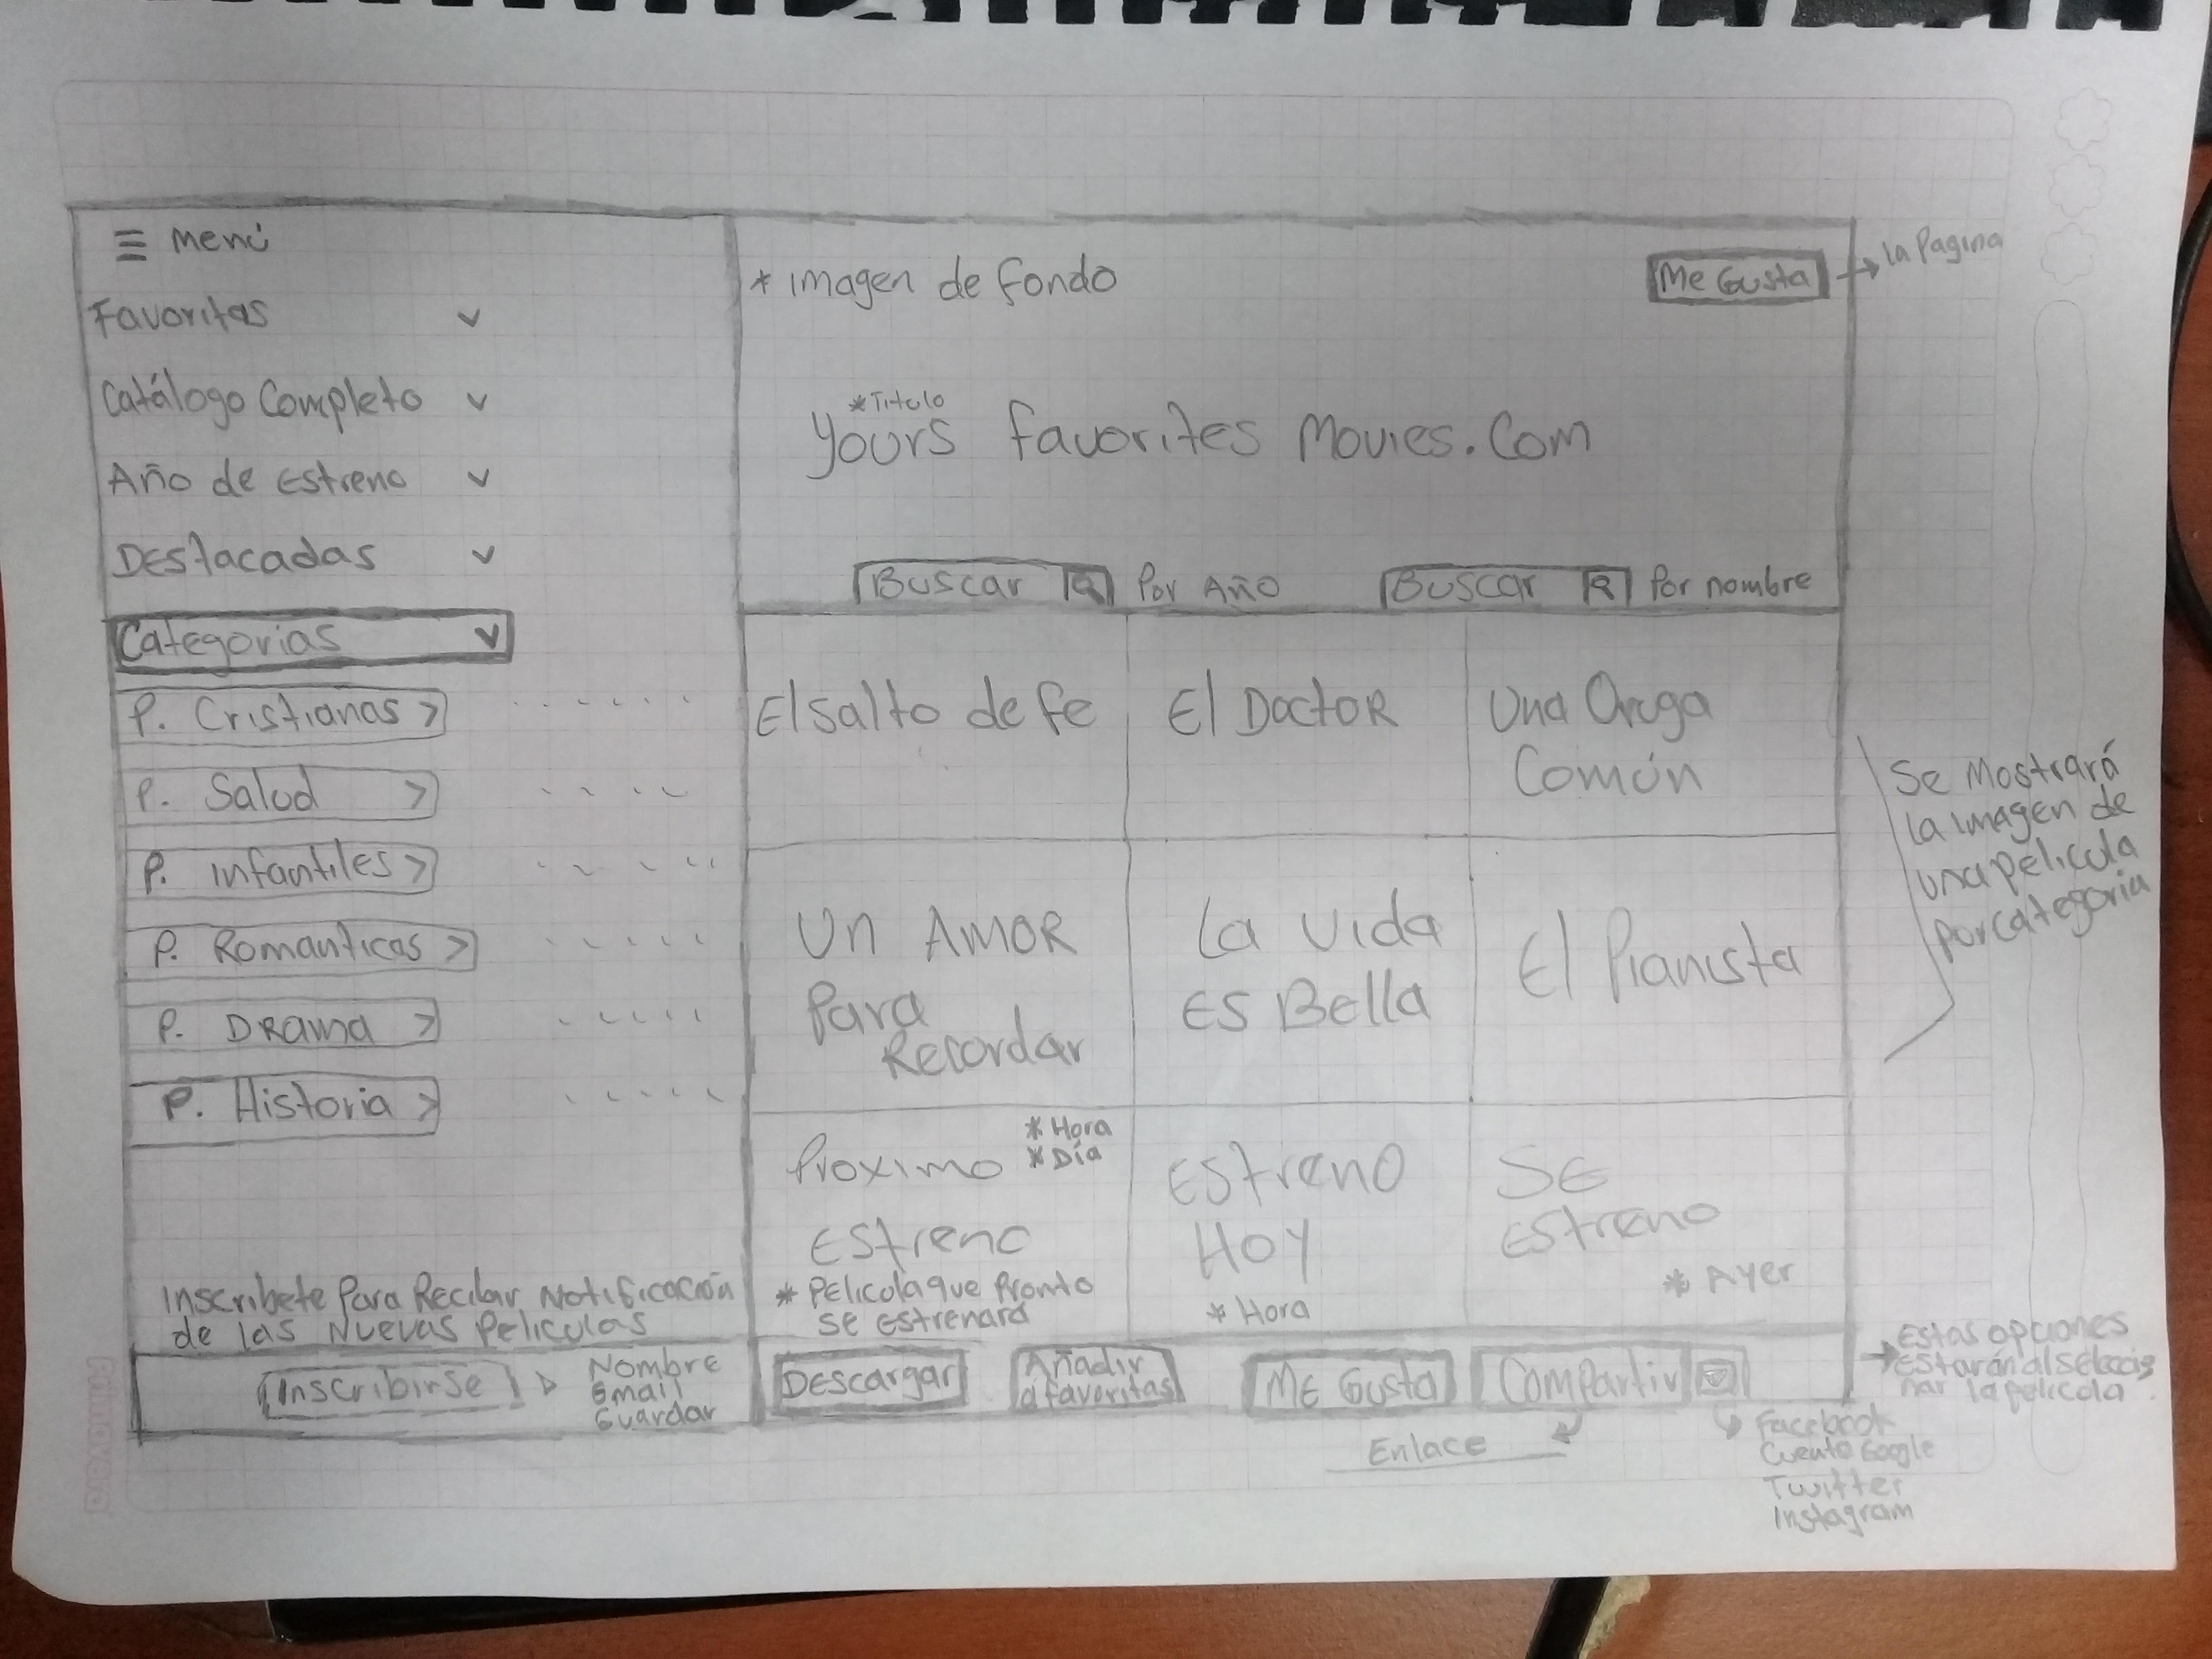 ☰ Menú
Favoritas ∨
Catálogo Completo ∨
Año de Estreno ∨
Destacadas ∨
Categorias ∨
P. Cristianas >
P. Salud >
P. infantiles >
P. Romanticas >
P. Drama >
P. Historia >
Inscribete Para Recibir Notificación
de las Nuevas Peliculas
Inscribirse
Nombre
Gmail
Guardar
* imagen de fondo
Me Gusta
La Pagina
* Titulo
Yours favorites Movies.Com
Buscar
Por Año
Buscar
Por nombre
El salto de fe
El Doctor
Una Oruga
Común
Un Amor
Para
Recordar
La vida
Es Bella
El Pianista
Se Mostrará
la imagen de
una pelicula
por categoria
* Hora
* Día
Proximo
Estreno
* Pelicula que Pronto
se estrenará
Estreno
Hoy
* Hora
SE
Estreno
* Ayer
Descargar
Añadir
a favoritas
Me Gusta
Compartir
Enlace
Estas opciones
estarán al seleccio
nar la pelicula.
Facebook
Cuenta Google
Twitter
Instagram